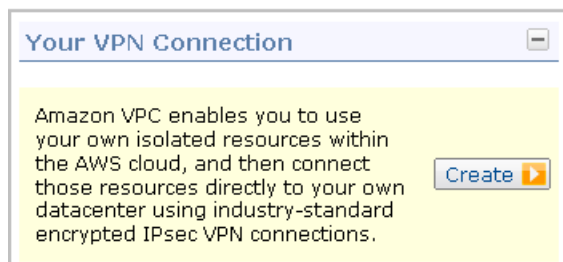 Your VPN Connection
Amazon VPC enables you to use
your own isolated resources within
the AWS cloud, and then connect
those resources directly to your own
datacenter using industry-standard
encrypted IPsec VPN connections.
Create